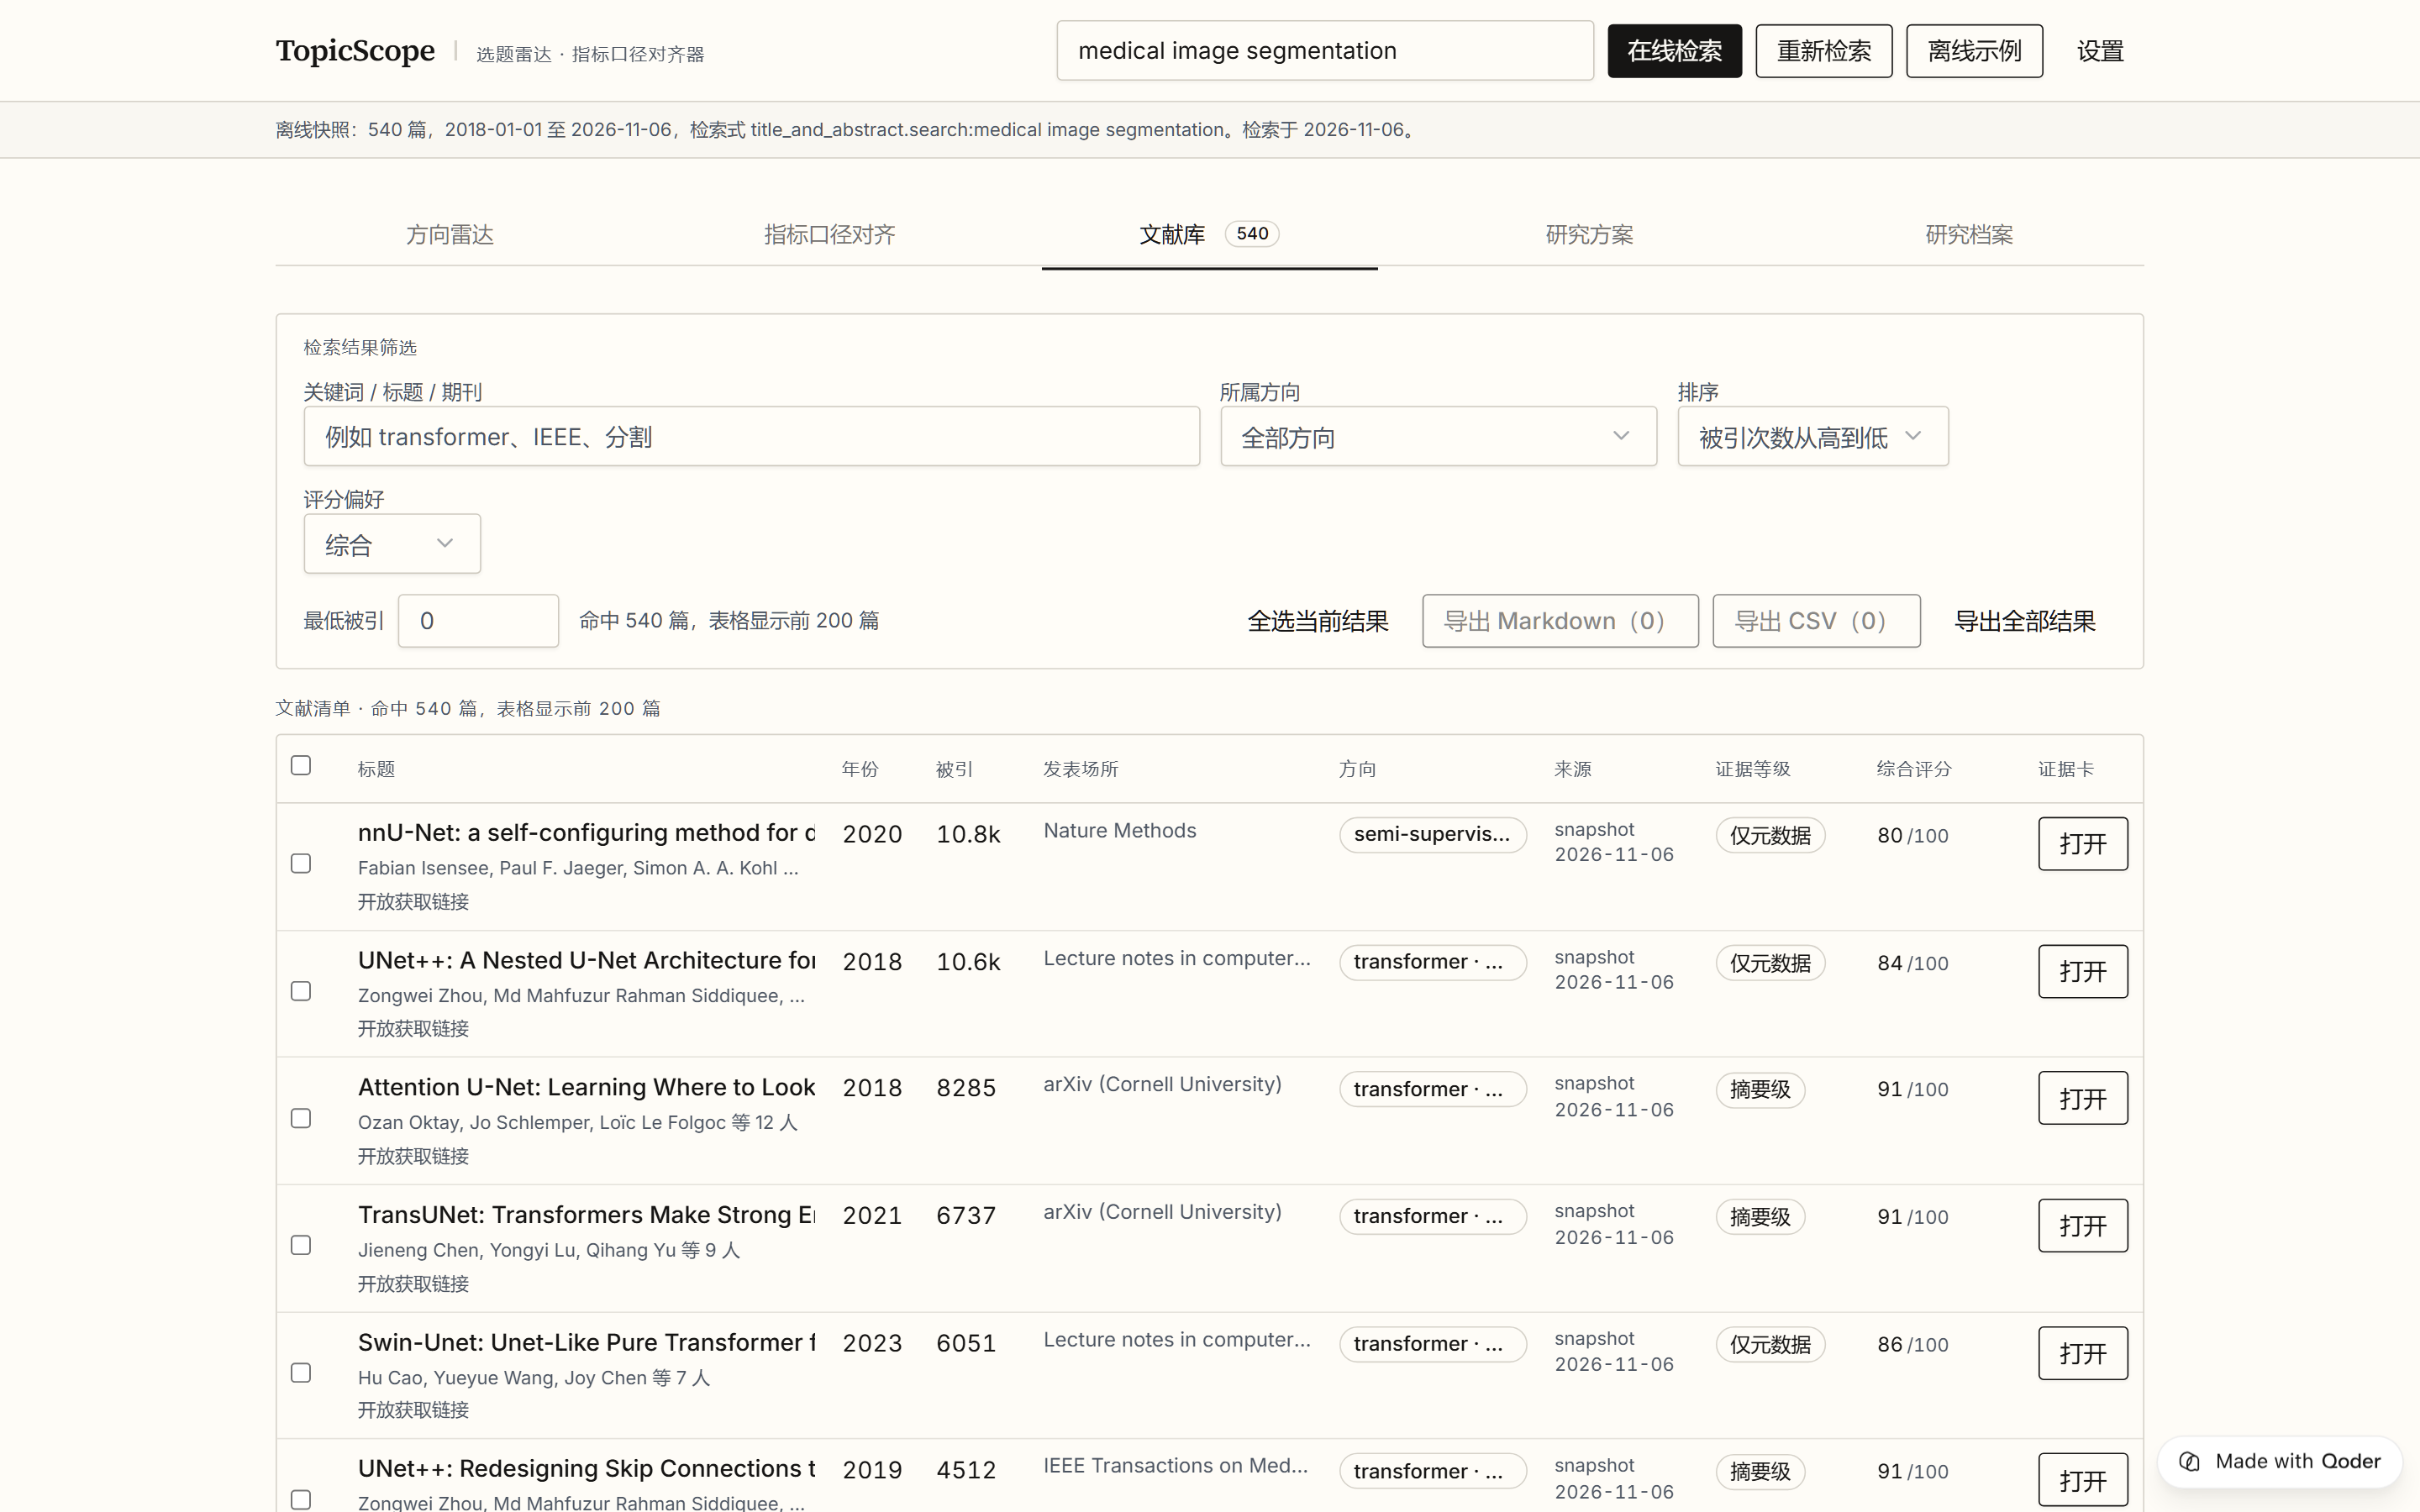 TopicScope
选题雷达 · 指标口径对齐器
medical image segmentation
在线检索
重新检索
离线示例
设置
离线快照：540 篇，2018-01-01 至 2026-11-06，检索式 title_and_abstract.search:medical image segmentation。检索于 2026-11-06。
方向雷达
指标口径对齐
文献库 540
研究方案
研究档案
检索结果筛选
关键词 / 标题 / 期刊
所属方向
排序
例如 transformer、IEEE、分割
全部方向
被引次数从高到低
评分偏好
综合
最低被引
0
命中 540 篇，表格显示前 200 篇
全选当前结果
导出 Markdown（0）
导出 CSV（0）
导出全部结果
文献清单 · 命中 540 篇，表格显示前 200 篇
标题 年份 被引 发表场所 方向 来源 证据等级 综合评分 证据卡
nnU-Net: a self-configuring method for d 2020 10.8k Nature Methods semi-supervis... snapshot 仅元数据 80 /100 打开
2026-11-06
Fabian Isensee, Paul F. Jaeger, Simon A. A. Kohl ...
开放获取链接
UNet++: A Nested U-Net Architecture for 2018 10.6k Lecture notes in computer... transformer · ... snapshot 仅元数据 84 /100 打开
2026-11-06
Zongwei Zhou, Md Mahfuzur Rahman Siddiquee, ...
开放获取链接
Attention U-Net: Learning Where to Look 2018 8285 arXiv (Cornell University) transformer · ... snapshot 摘要级 91 /100 打开
2026-11-06
Ozan Oktay, Jo Schlemper, Loïc Le Folgoc 等 12 人
开放获取链接
TransUNet: Transformers Make Strong E 2021 6737 arXiv (Cornell University) transformer · ... snapshot 摘要级 91 /100 打开
2026-11-06
Jieneng Chen, Yongyi Lu, Qihang Yu 等 9 人
开放获取链接
Swin-Unet: Unet-Like Pure Transformer f 2023 6051 Lecture notes in computer... transformer · ... snapshot 仅元数据 86 /100 打开
2026-11-06
Hu Cao, Yueyue Wang, Joy Chen 等 7 人
开放获取链接
UNet++: Redesigning Skip Connections t 2019 4512 IEEE Transactions on Med... transformer · ... snapshot 摘要级 91 /100 打开
2026-11-06
Zongwei Zhou, Md Mahfuzur Rahman Siddiquee, ...
Made with Qoder